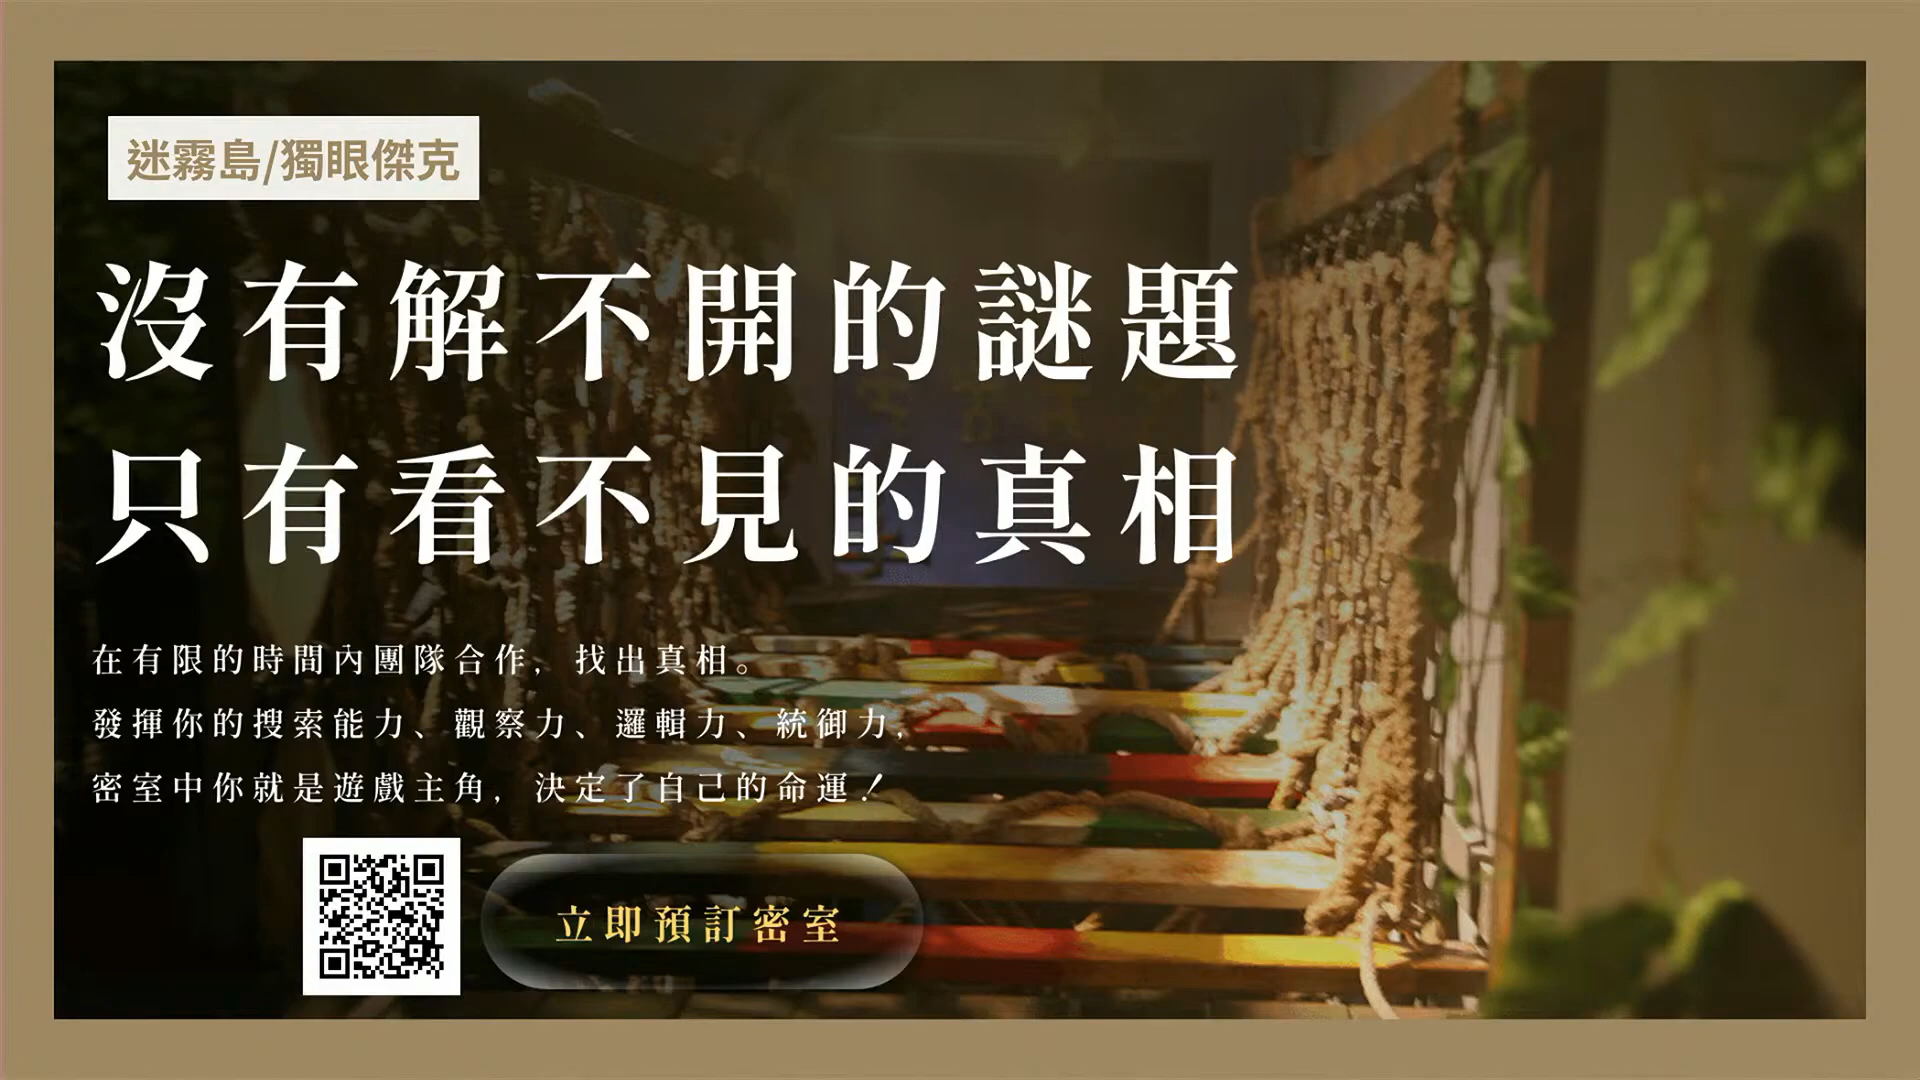 迷霧島/獨眼傑克
沒有解不開的謎題
只有看不見的真相
在有限的時間內團隊合作，找出真相。
發揮你的搜索能力、觀察力、邏輯力、統御力，
密室中你就是遊戲主角，決定了自己的命運！
立即預訂密室